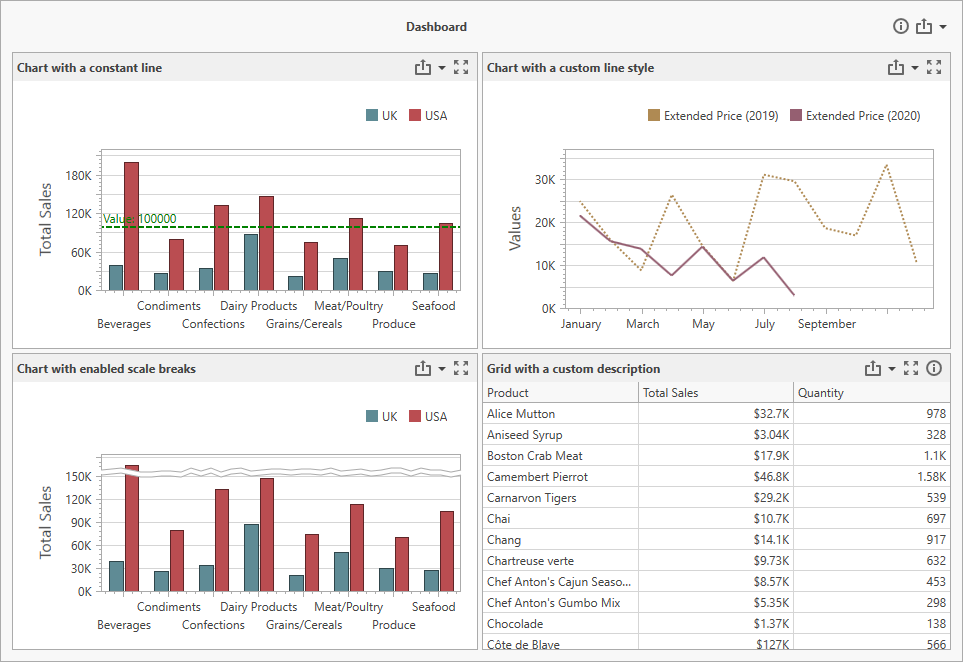 Dashboard
Chart with a constant line
UK USA
Total Sales
180K
120K
60K
0K
Value: 100000
Condiments Dairy Products Meat/Poultry Seafood
Beverages Confections Grains/Cereals Produce
Chart with a custom line style
Extended Price (2019) Extended Price (2020)
Values
30K
20K
10K
0K
January March May July September
Chart with enabled scale breaks
UK USA
Total Sales
150K
120K
90K
60K
30K
0K
Condiments Dairy Products Meat/Poultry Seafood
Beverages Confections Grains/Cereals Produce
Grid with a custom description
Product Total Sales Quantity
Alice Mutton $32.7K 978
Aniseed Syrup $3.04K 328
Boston Crab Meat $17.9K 1.1K
Camembert Pierrot $46.8K 1.58K
Carnarvon Tigers $29.2K 539
Chai $10.7K 697
Chang $14.1K 917
Chartreuse verte $9.73K 632
Chef Anton's Cajun Seaso... $8.57K 453
Chef Anton's Gumbo Mix $5.35K 298
Chocolade $1.37K 138
Côte de Blaye $127K 566